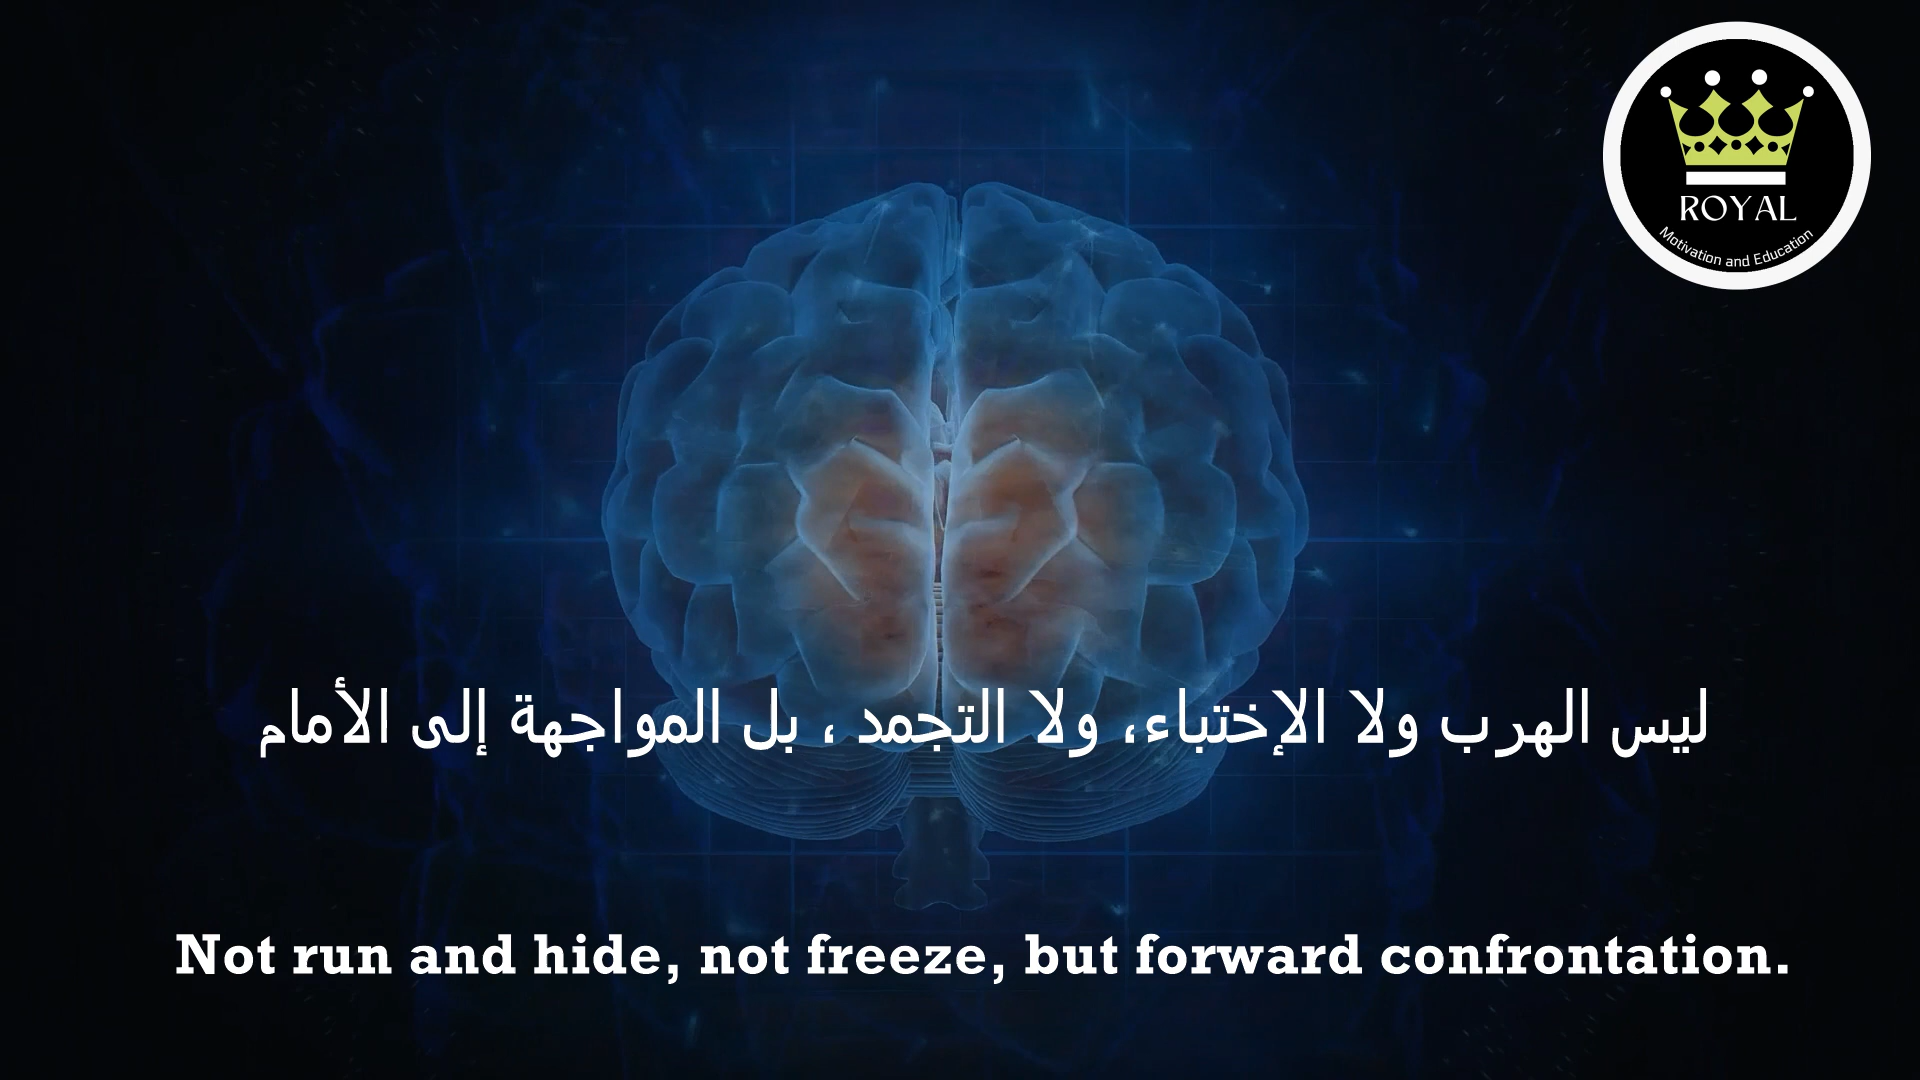 ROYAL
Motivation and Education
ليس الهرب ولا الإختباء، ولا التجمد ، بل المواجهة إلى الأمام
Not run and hide, not freeze, but forward confrontation.